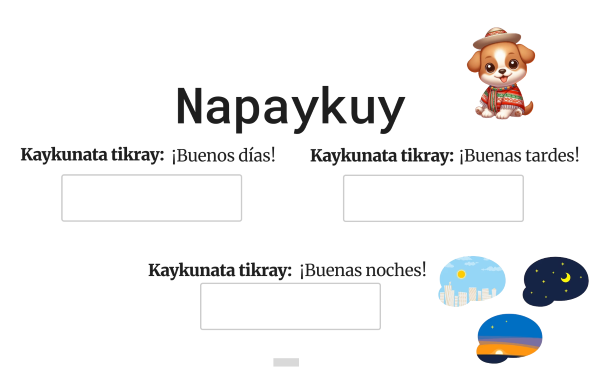 Napaykuy
Kaykunata tikray: ¡Buenos días!
Kaykunata tikray: ¡Buenas tardes!
Kaykunata tikray: ¡Buenas noches!